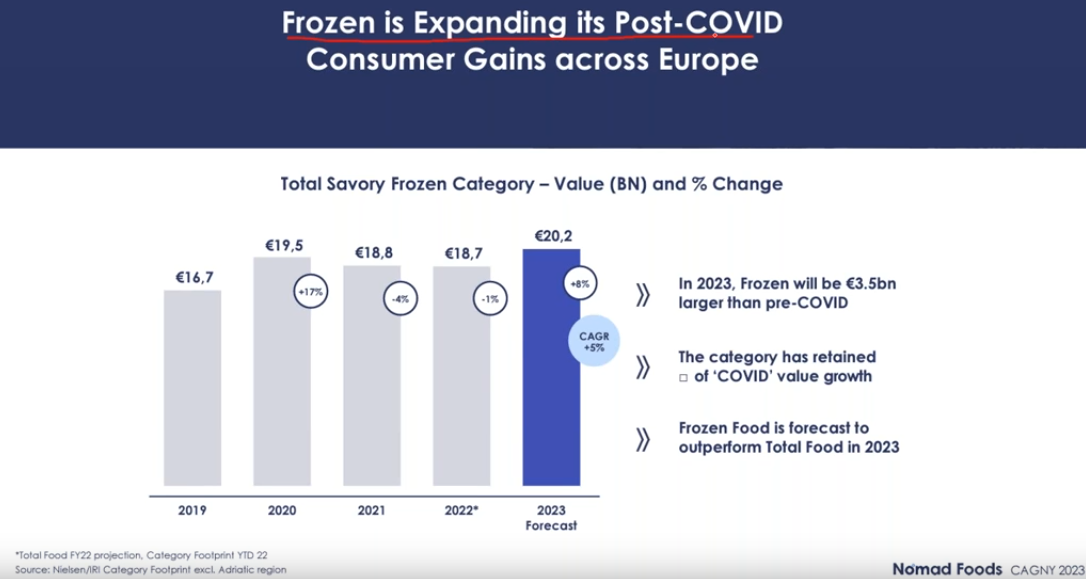 Frozen is Expanding its Post-COVID
Consumer Gains across Europe
Total Savory Frozen Category – Value (BN) and % Change
€16,7
€19,5
€18,8
€18,7
€20,2
+17%
-4%
-1%
+8%
CAGR
+5%
2019
2020
2021
2022*
2023
Forecast
In 2023, Frozen will be €3.5bn
larger than pre-COVID
The category has retained
□ of ‘COVID’ value growth
Frozen Food is forecast to
outperform Total Food in 2023
*Total Food FY22 projection, Category Footprint YTD 22
Source: Nielsen/IRI Category Footprint excl. Adriatic region
Nomad Foods CAGNY 2023